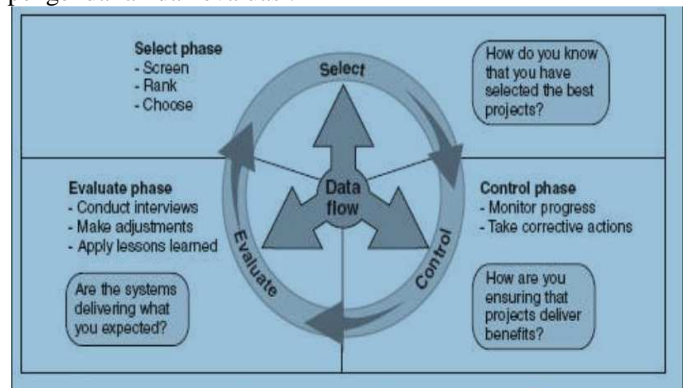 Select phase
- Screen
- Rank
- Choose
Select
How do you know
that you have
selected the best
projects?
Data
flow
Evaluate phase
- Conduct interviews
- Make adjustments
- Apply lessons learned
Control phase
- Monitor progress
- Take corrective actions
Evaluate
Control
Are the systems
delivering what
you expected?
How are you
ensuring that
projects deliver
benefits?